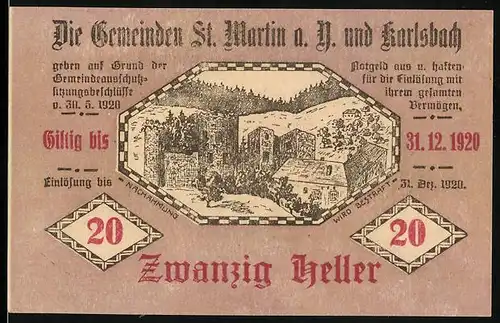 Die Gemeinden St. Martin a. Y. und Karlsbach
geben auf Grund der
Gemeindeausschuß-
sitzungsbeschlüsse
v. 30. 5. 1920
Notgeld aus u. haften
für die Einlösung mit
ihrem gesamten
Vermögen.
Giltig bis 31. 12. 1920
Einlösung bis 31. Dez. 1920.
NACHAHMUNG WIRD BESTRAFT
20 20
Zwanzig Heller